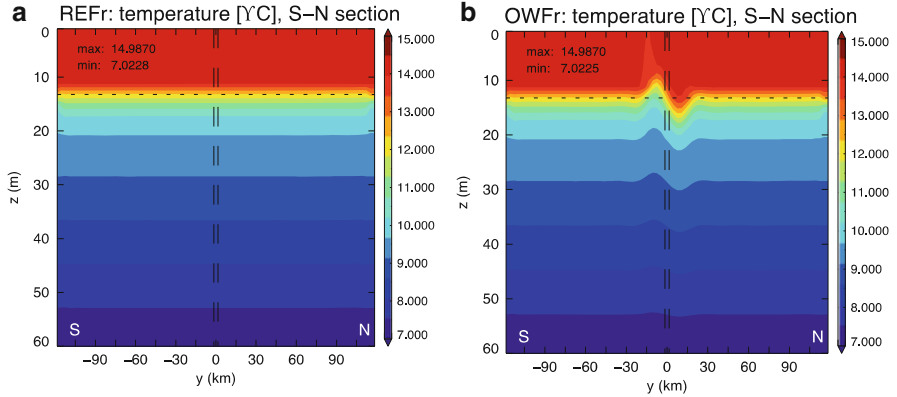 a REFr: temperature [ϒC], S–N section
max: 14.9870
min: 7.0228
0
10
20
30
40
50
60
z (m)
S
N
−90 −60 −30 0 30 60 90
y (km)
15.000
14.000
13.000
12.000
11.000
10.000
9.000
8.000
7.000
b OWFr: temperature [ϒC], S–N section
max: 14.9870
min: 7.0225
0
10
20
30
40
50
60
z (m)
S
N
−90 −60 −30 0 30 60 90
y (km)
15.000
14.000
13.000
12.000
11.000
10.000
9.000
8.000
7.000